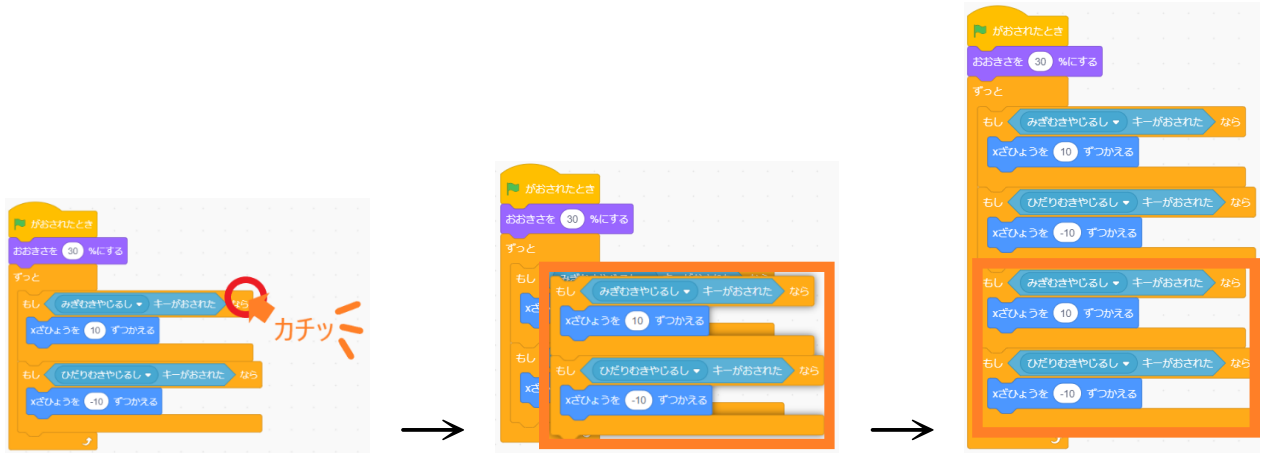 がおされたとき
おおきさを 30 %にする
ずっと
もし みぎむきやじるし キーがおされた なら
xざひょうを 10 ずつかえる
もし ひだりむきやじるし キーがおされた なら
xざひょうを -10 ずつかえる
カチッ
がおされたとき
おおきさを 30 %にする
ずっと
もし
もし みぎむきやじるし キーがおされた なら
xざひょうを 10 ずつかえる
もし
もし ひだりむきやじるし キーがおされた なら
xざひょうを -10 ずつかえる
がおされたとき
おおきさを 30 %にする
ずっと
もし みぎむきやじるし キーがおされた なら
xざひょうを 10 ずつかえる
もし ひだりむきやじるし キーがおされた なら
xざひょうを -10 ずつかえる
もし みぎむきやじるし キーがおされた なら
xざひょうを 10 ずつかえる
もし ひだりむきやじるし キーがおされた なら
xざひょうを -10 ずつかえる